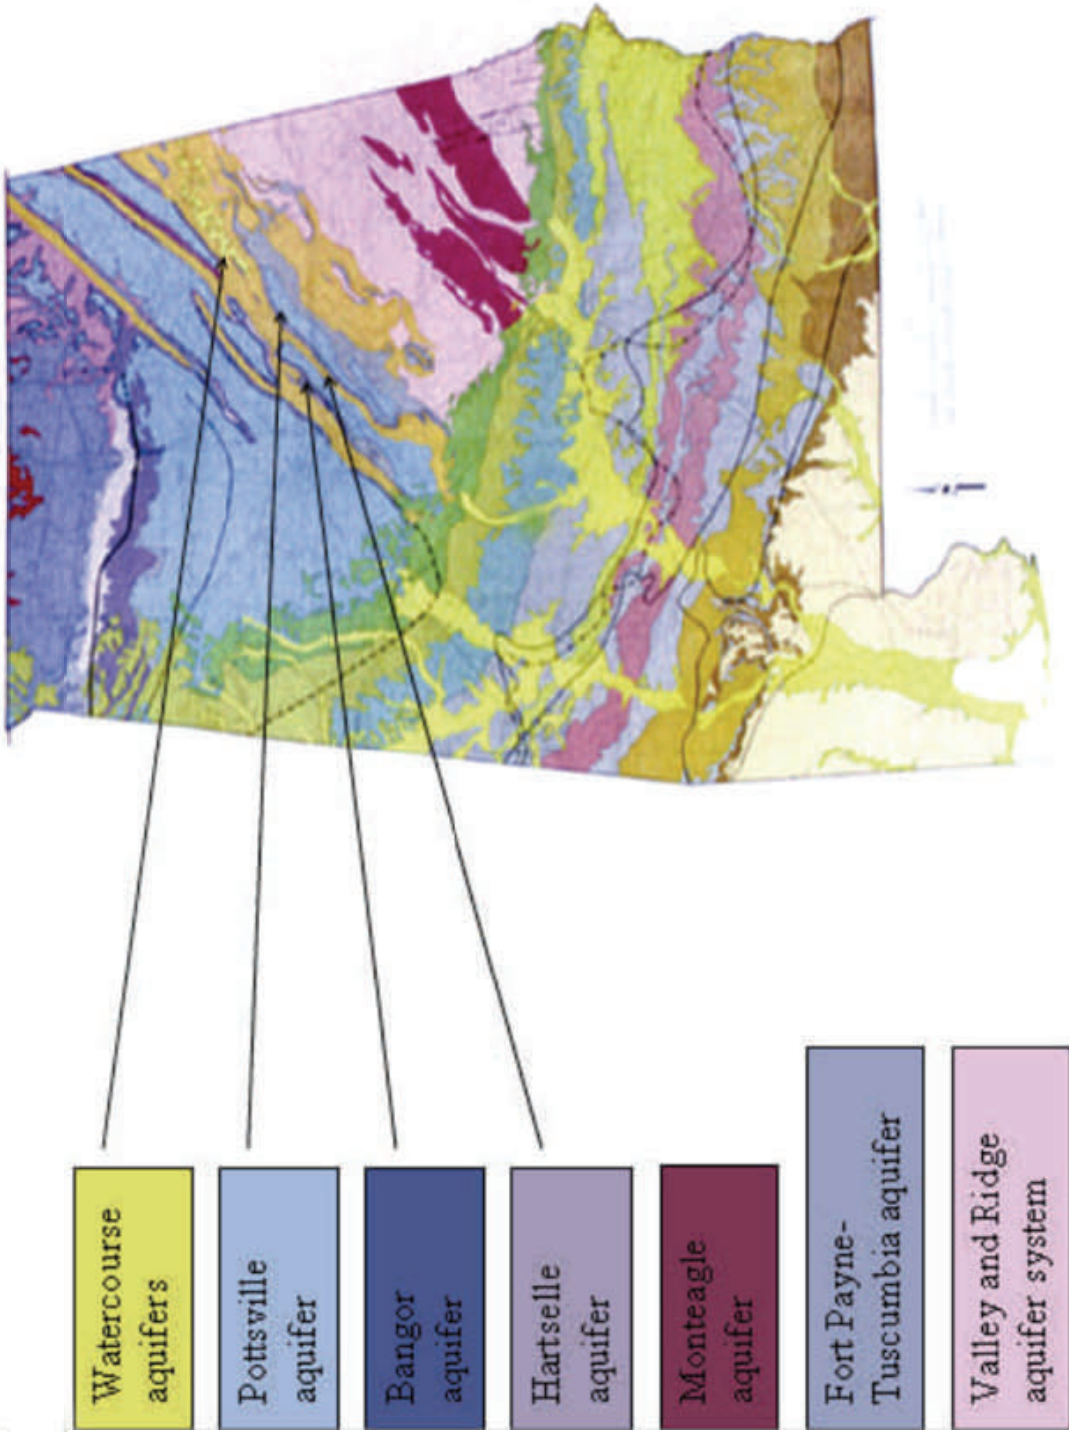 Watercourse
aquifers
Pottsville
aquifer
Bangor
aquifer
Hartselle
aquifer
Monteagle
aquifer
Fort Payne-
Tuscumbia aquifer
Valley and Ridge
aquifer system